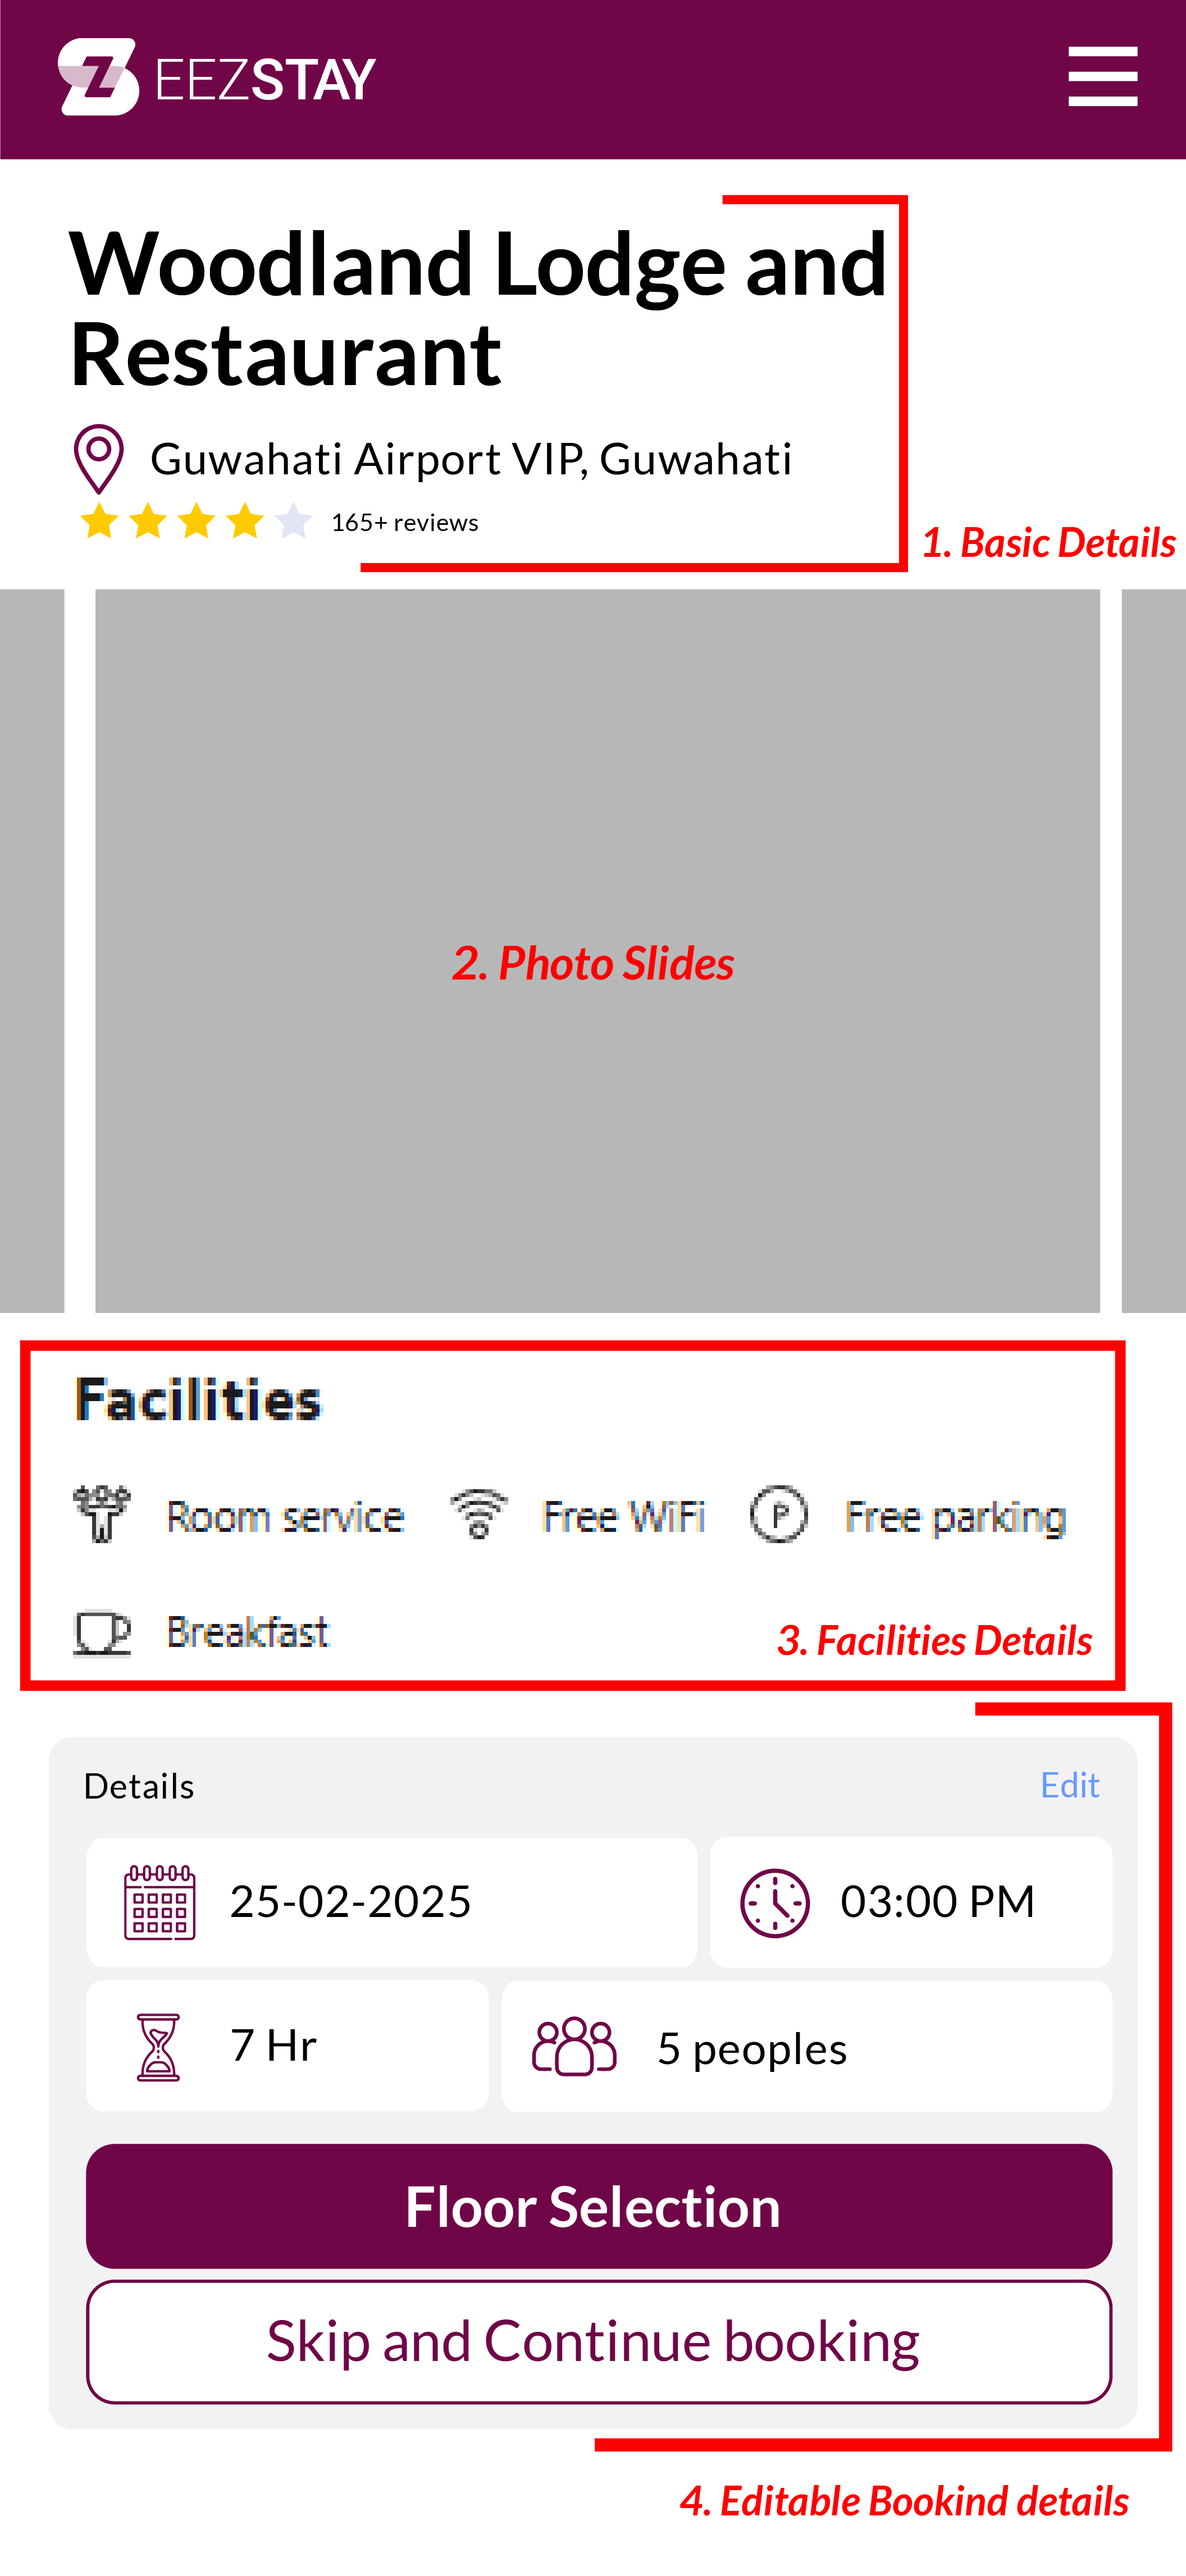 EEZSTAY
Woodland Lodge and
Restaurant
Guwahati Airport VIP, Guwahati
165+ reviews
1. Basic Details
2. Photo Slides
Facilities
Room service Free WiFi P Free parking
Breakfast
3. Facilities Details
Details Edit
25-02-2025 03:00 PM
7 Hr 5 peoples
Floor Selection
Skip and Continue booking
4. Editable Bookind details